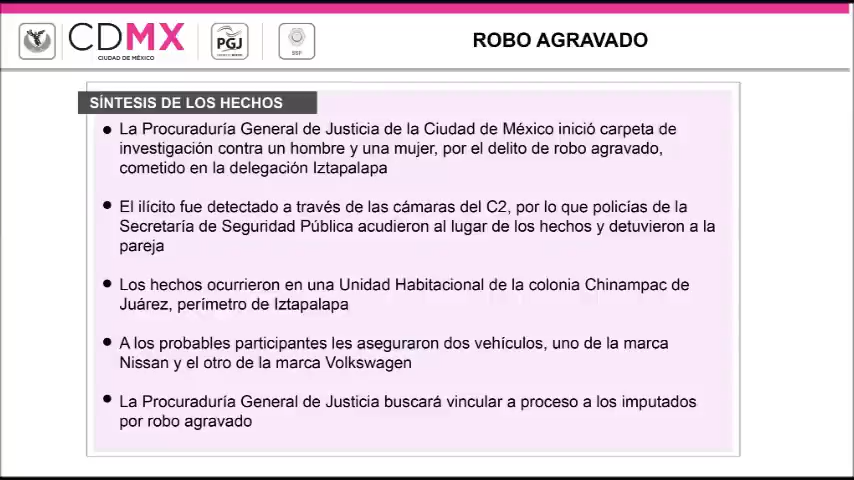 CDMX
CIUDAD DE MÉXICO
PGJ
SSP
ROBO AGRAVADO
SÍNTESIS DE LOS HECHOS
● La Procuraduría General de Justicia de la Ciudad de México inició carpeta de
investigación contra un hombre y una mujer, por el delito de robo agravado,
cometido en la delegación Iztapalapa
● El ilícito fue detectado a través de las cámaras del C2, por lo que policías de la
Secretaría de Seguridad Pública acudieron al lugar de los hechos y detuvieron a la
pareja
● Los hechos ocurrieron en una Unidad Habitacional de la colonia Chinampac de
Juárez, perímetro de Iztapalapa
● A los probables participantes les aseguraron dos vehículos, uno de la marca
Nissan y el otro de la marca Volkswagen
● La Procuraduría General de Justicia buscará vincular a proceso a los imputados
por robo agravado